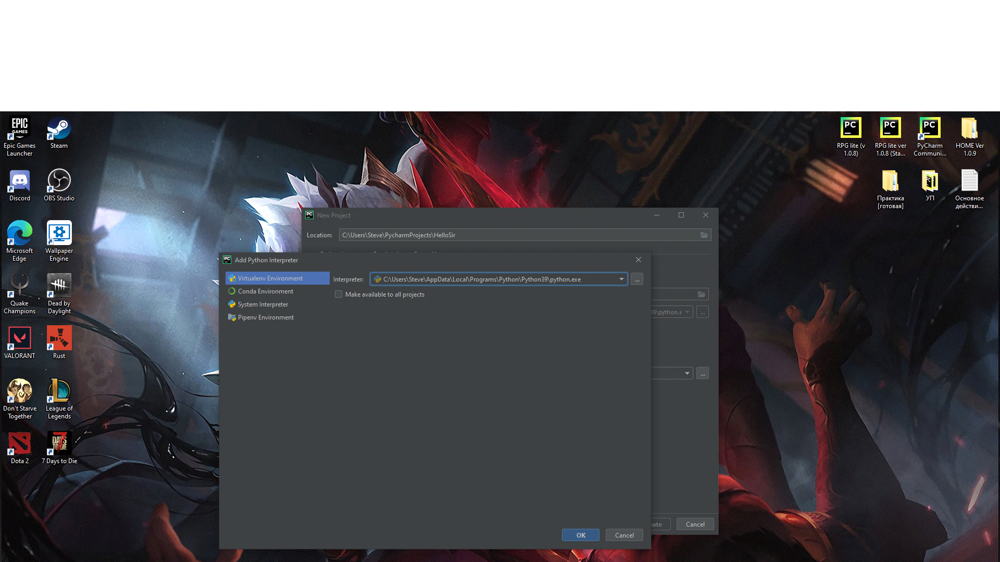 EPIC
GAMES
Epic Games
Launcher
Steam
Discord
OBS Studio
Microsoft
Edge
Wallpaper
Engine
Quake
Champions
Dead by
Daylight
VALORANT
Rust
Don't Starve
Together
League of
Legends
Dota 2
DAYS
TO DIE
7 Days to Die
PC
RPG lite (v
1.0.8)
PC
RPG lite ver
1.0.8 (Sta...
PC
PyCharm
Communi...
HOME Ver
1.0.9
Практика
[готовая]
PC
УП
Основное
действи...
PC New Project
Location: C:\Users\Steve\PycharmProjects\HelloSir
PC Add Python Interpreter
Virtualenv Environment
Conda Environment
System Interpreter
Pipenv Environment
Interpreter: C:\Users\Steve\AppData\Local\Programs\Python\Python39\python.exe ...
Make available to all projects
39\python.e ...
...
Cancel
OK Cancel